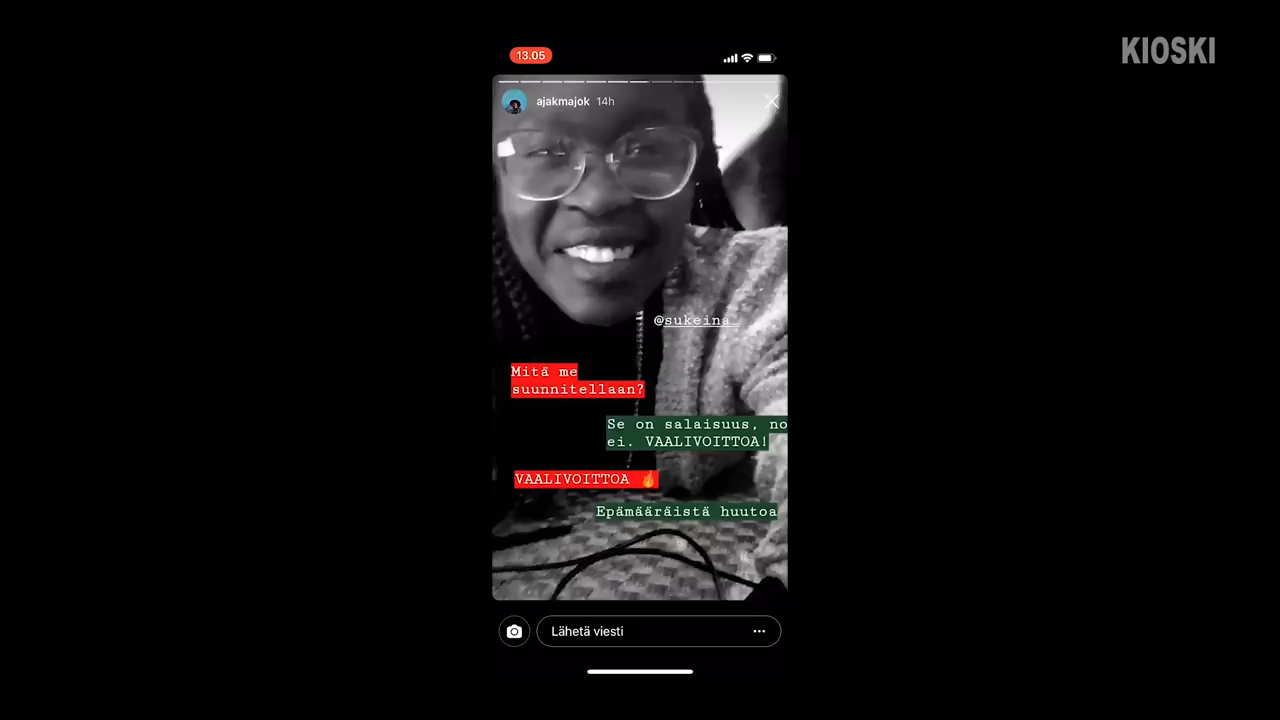 KIOSKI
13.05
ajakmajok 14h
@sukeina_
Mitä me
suunnitellaan?
Se on salaisuus, no
ei. VAALIVOITTOA!
VAALIVOITTOA 🔥
Epämääräistä huutoa
Lähetä viesti